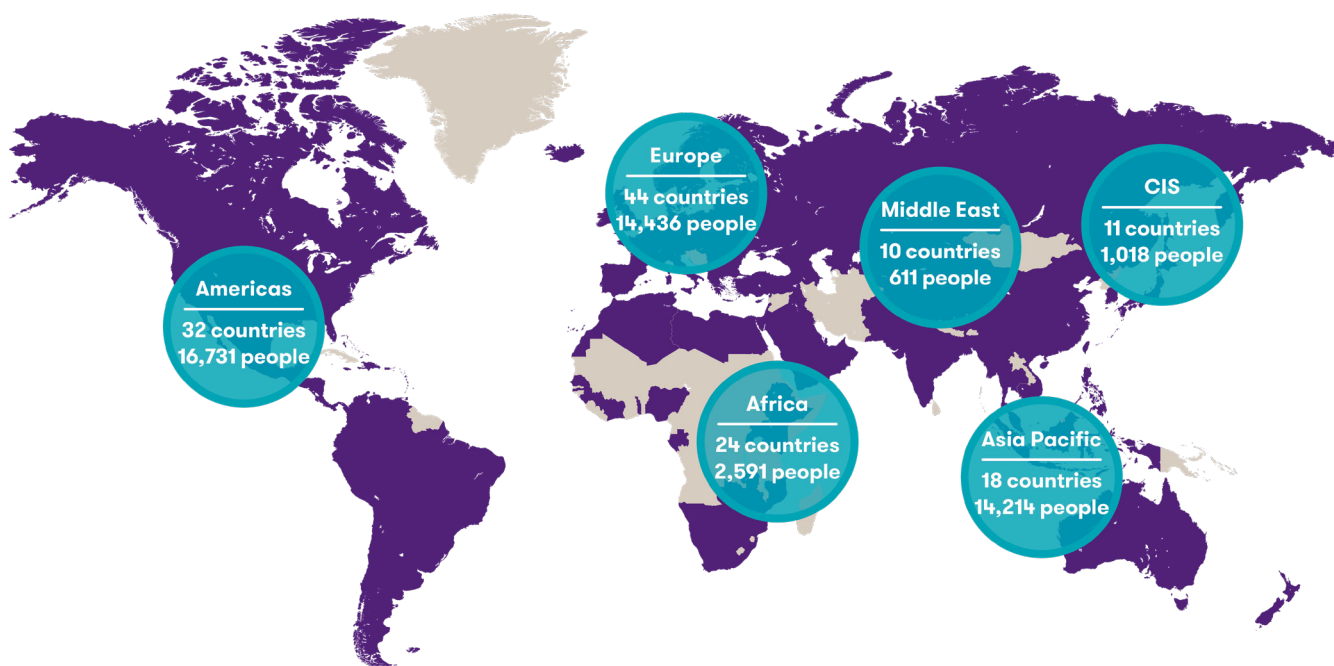 Europe
44 countries
14,436 people
Middle East
10 countries
611 people
CIS
11 countries
1,018 people
Americas
32 countries
16,731 people
Africa
24 countries
2,591 people
Asia Pacific
18 countries
14,214 people